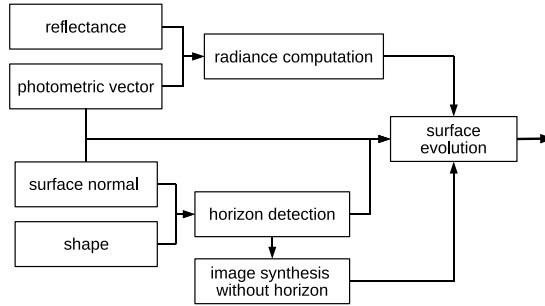 reflectance
radiance computation
photometric vector
surface
evolution
surface normal
horizon detection
shape
image synthesis
without horizon